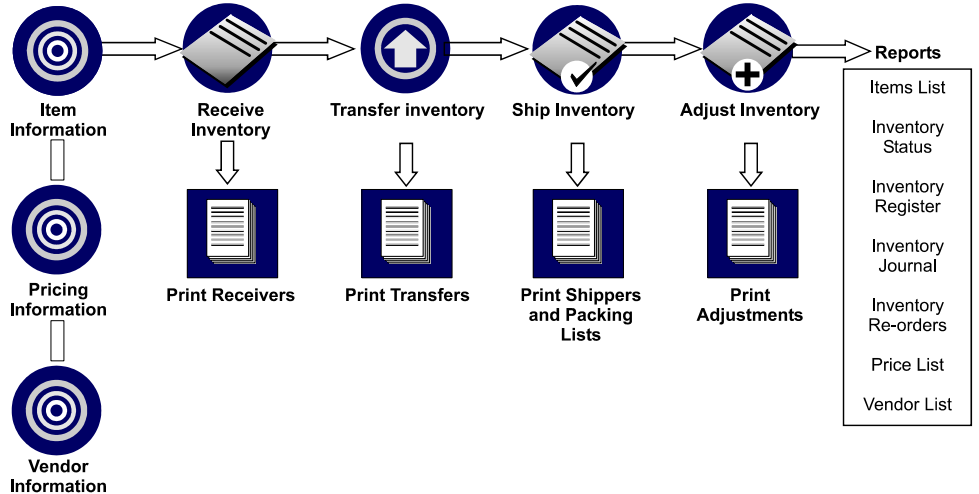 Item
Information
Receive
Inventory
Transfer inventory
Ship Inventory
Adjust Inventory
Reports
Items List
Inventory
Status
Inventory
Register
Inventory
Journal
Inventory
Re-orders
Price List
Vendor List
Pricing
Information
Print Receivers
Print Transfers
Print Shippers
and Packing
Lists
Print
Adjustments
Vendor
Information